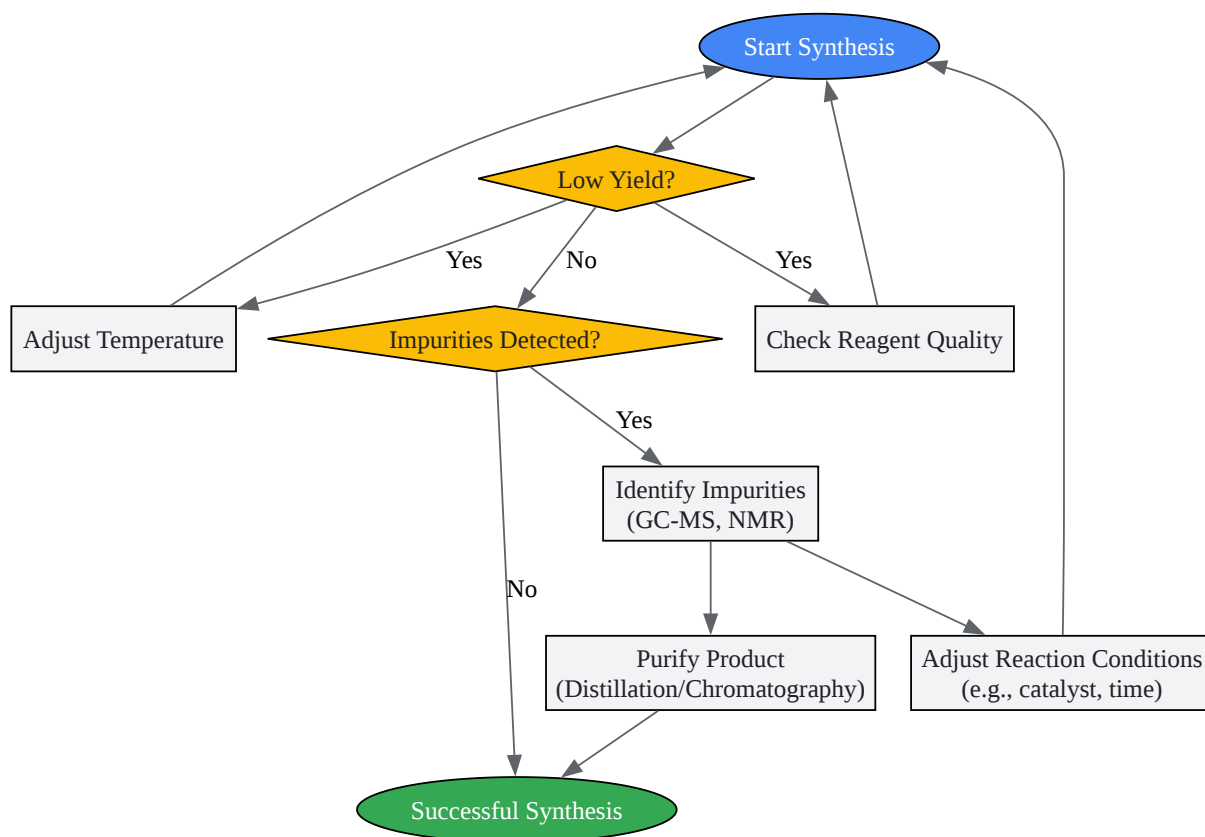 Start Synthesis
Low Yield?
Yes
No
Yes
Adjust Temperature
Impurities Detected?
Check Reagent Quality
Yes
Identify Impurities
(GC-MS, NMR)
No
Purify Product
(Distillation/Chromatography)
Adjust Reaction Conditions
(e.g., catalyst, time)
Successful Synthesis